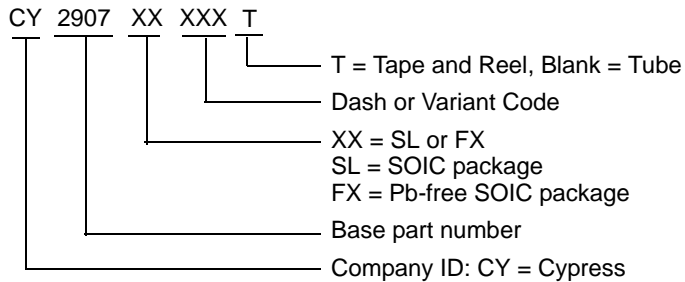 CY 2907 XX XXX T
T = Tape and Reel, Blank = Tube
Dash or Variant Code
XX = SL or FX
SL = SOIC package
FX = Pb-free SOIC package
Base part number
Company ID: CY = Cypress